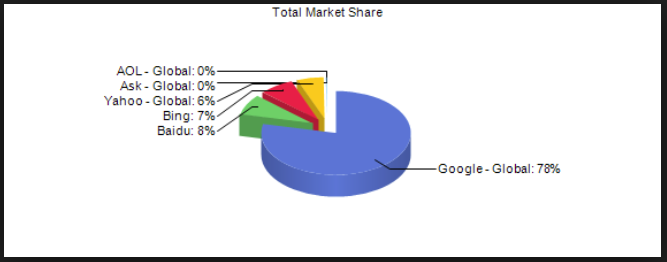 Total Market Share
AOL - Global: 0%
Ask - Global: 0%
Yahoo - Global: 6%
Bing: 7%
Baidu: 8%
Google - Global: 78%